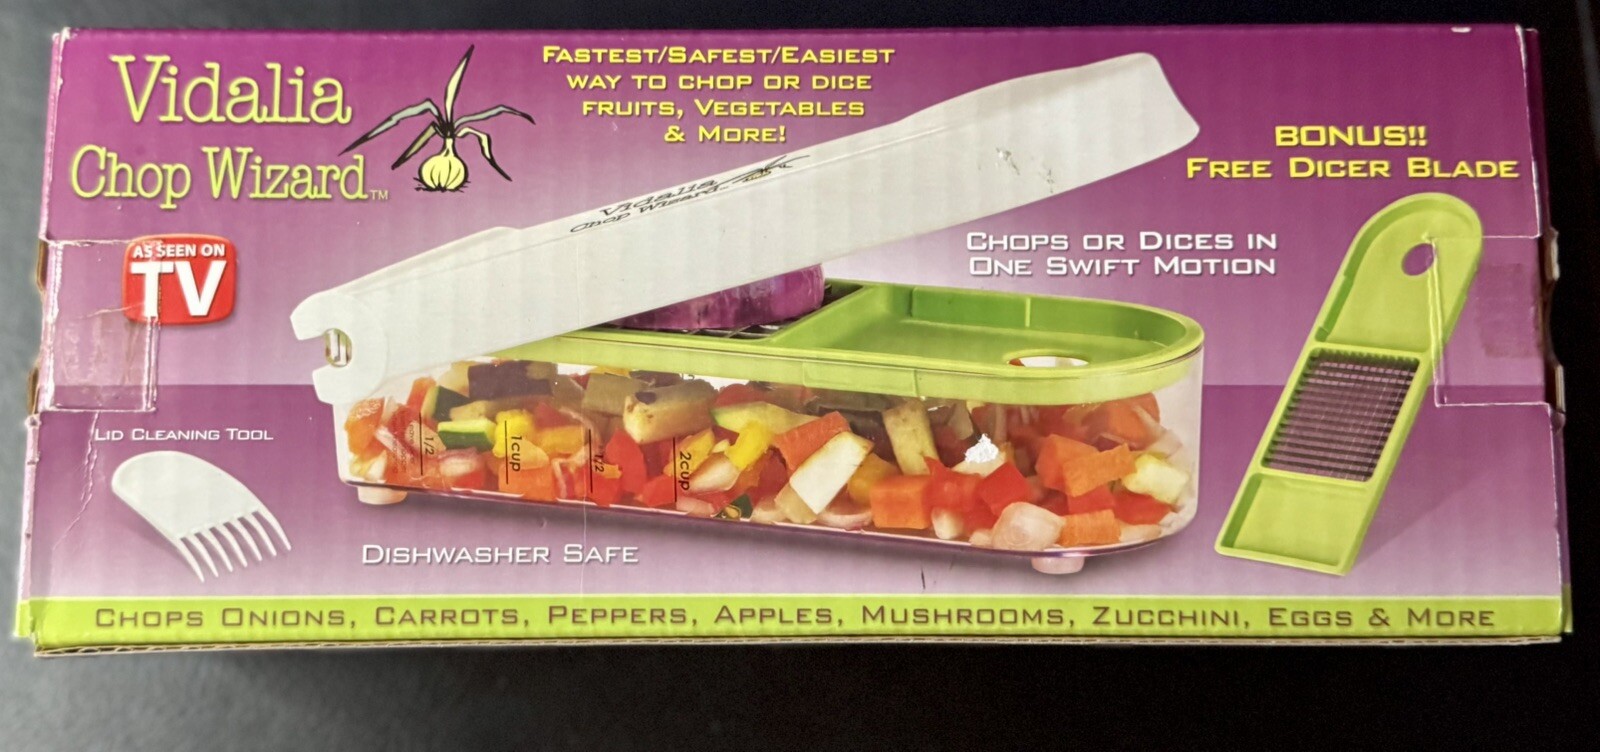 Vidalia
Chop Wizard™
FASTEST/SAFEST/EASIEST
WAY TO CHOP OR DICE
FRUITS, VEGETABLES
& MORE!
BONUS!!
FREE DICER BLADE
Vidalia
Chop Wizard™
AS SEEN ON
TV
CHOPS OR DICES IN
ONE SWIFT MOTION
LID CLEANING TOOL
1/2
1cup
1/2
2cup
DISHWASHER SAFE
CHOPS ONIONS, CARROTS, PEPPERS, APPLES, MUSHROOMS, ZUCCHINI, EGGS & MORE